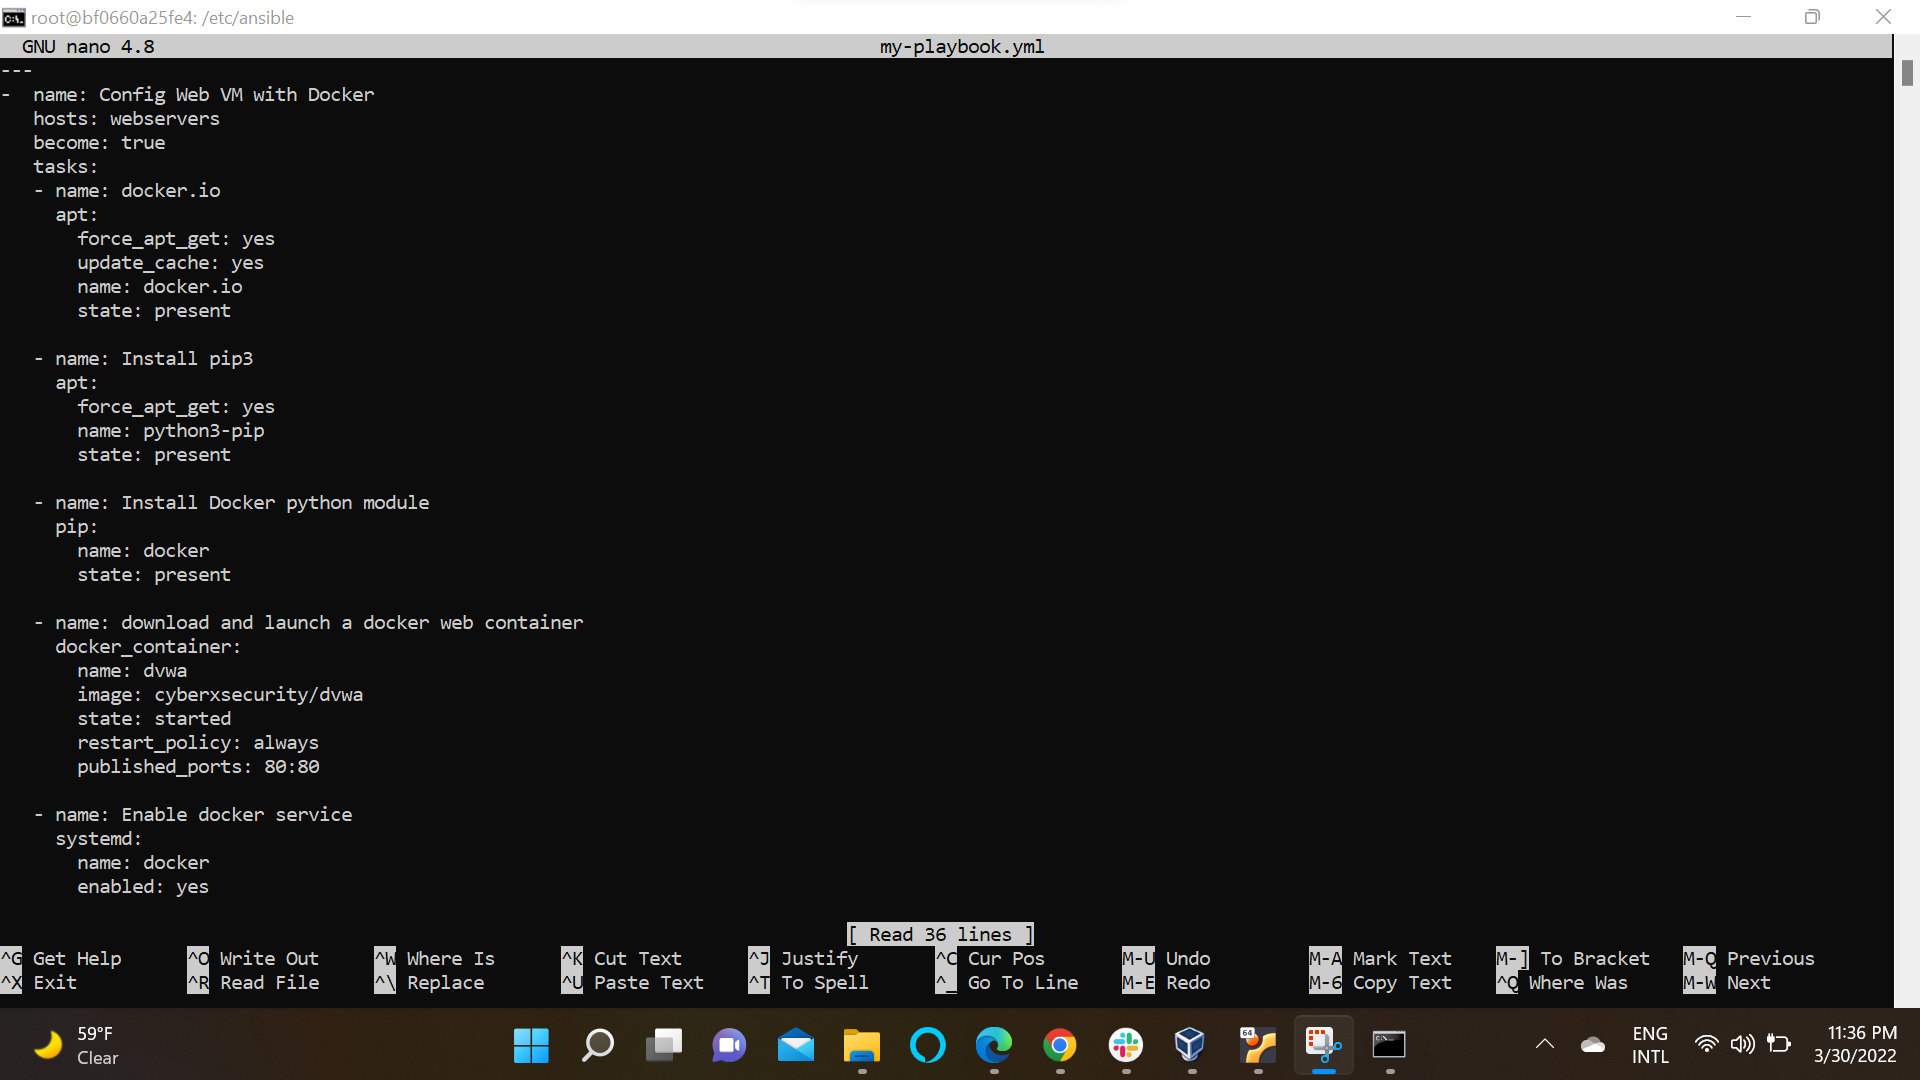 root@bf0660a25fe4: /etc/ansible
GNU nano 4.8 my-playbook.yml
---
-  name: Config Web VM with Docker
   hosts: webservers
   become: true
   tasks:
   - name: docker.io
     apt:
       force_apt_get: yes
       update_cache: yes
       name: docker.io
       state: present
   - name: Install pip3
     apt:
       force_apt_get: yes
       name: python3-pip
       state: present
   - name: Install Docker python module
     pip:
       name: docker
       state: present
   - name: download and launch a docker web container
     docker_container:
       name: dvwa
       image: cyberxsecurity/dvwa
       state: started
       restart_policy: always
       published_ports: 80:80
   - name: Enable docker service
     systemd:
       name: docker
       enabled: yes
[ Read 36 lines ]
^G Get Help ^O Write Out ^W Where Is ^K Cut Text ^J Justify ^C Cur Pos M-U Undo M-A Mark Text M-] To Bracket M-Q Previous
^X Exit ^R Read File ^\ Replace ^U Paste Text ^T To Spell ^_ Go To Line M-E Redo M-6 Copy Text ^Q Where Was M-W Next
59°F
Clear
64
ENG
INTL
11:36 PM
3/30/2022